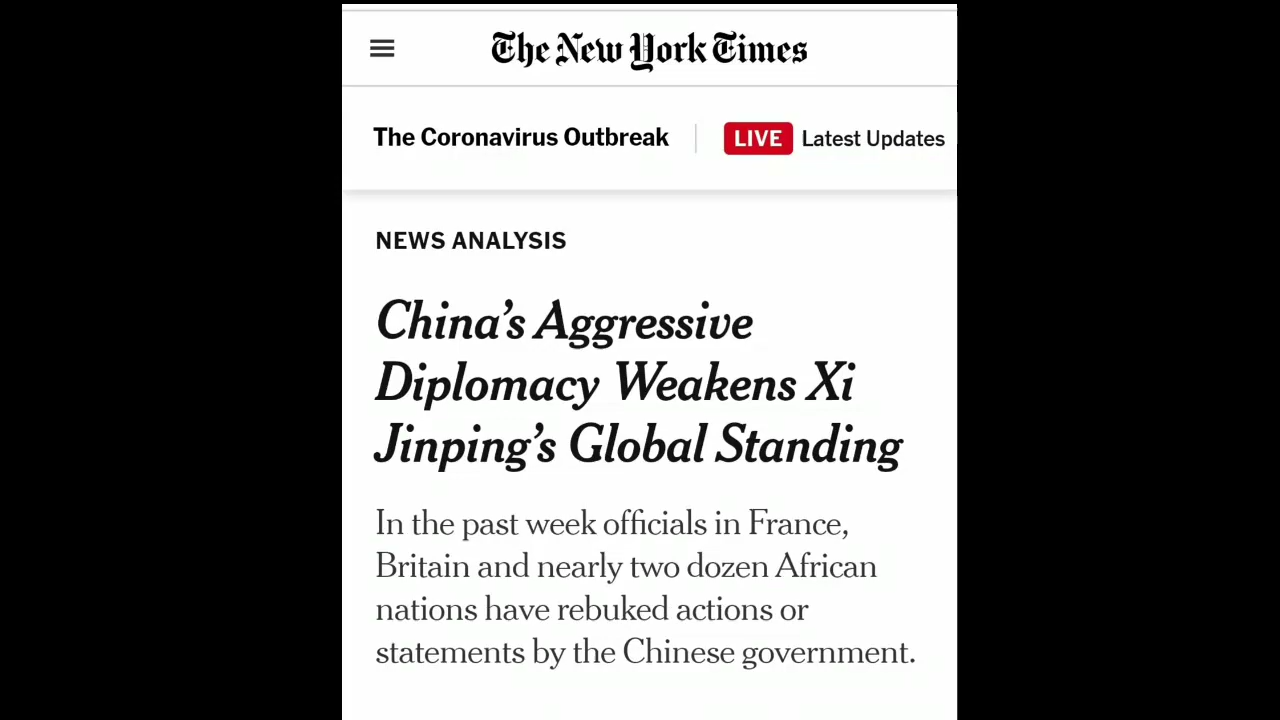 The New York Times
The Coronavirus Outbreak LIVE Latest Updates
NEWS ANALYSIS
China's Aggressive
Diplomacy Weakens Xi
Jinping's Global Standing
In the past week officials in France,
Britain and nearly two dozen African
nations have rebuked actions or
statements by the Chinese government.